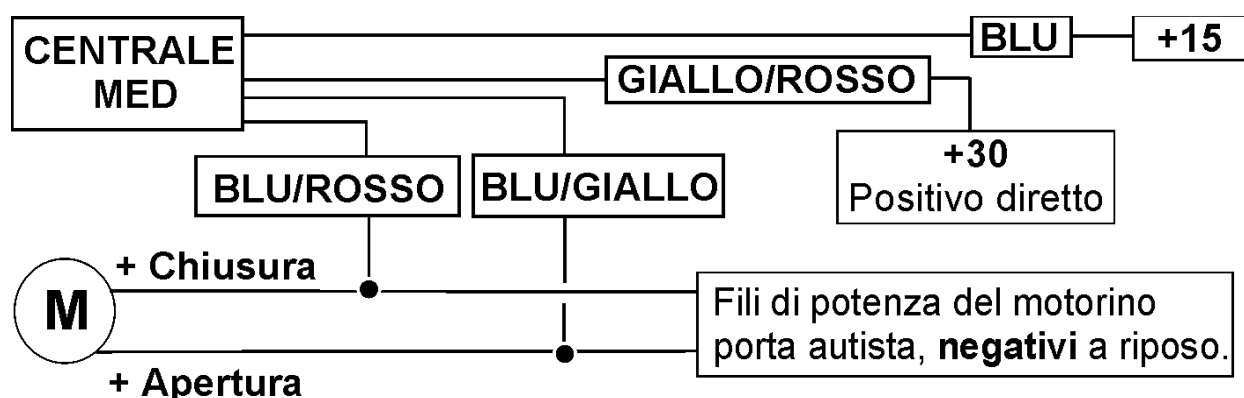 CENTRALE
MED
BLU
+15
GIALLO/ROSSO
+30
Positivo diretto
BLU/ROSSO
BLU/GIALLO
+ Chiusura
M
+ Apertura
Fili di potenza del motorino
porta autista, negativi a riposo.